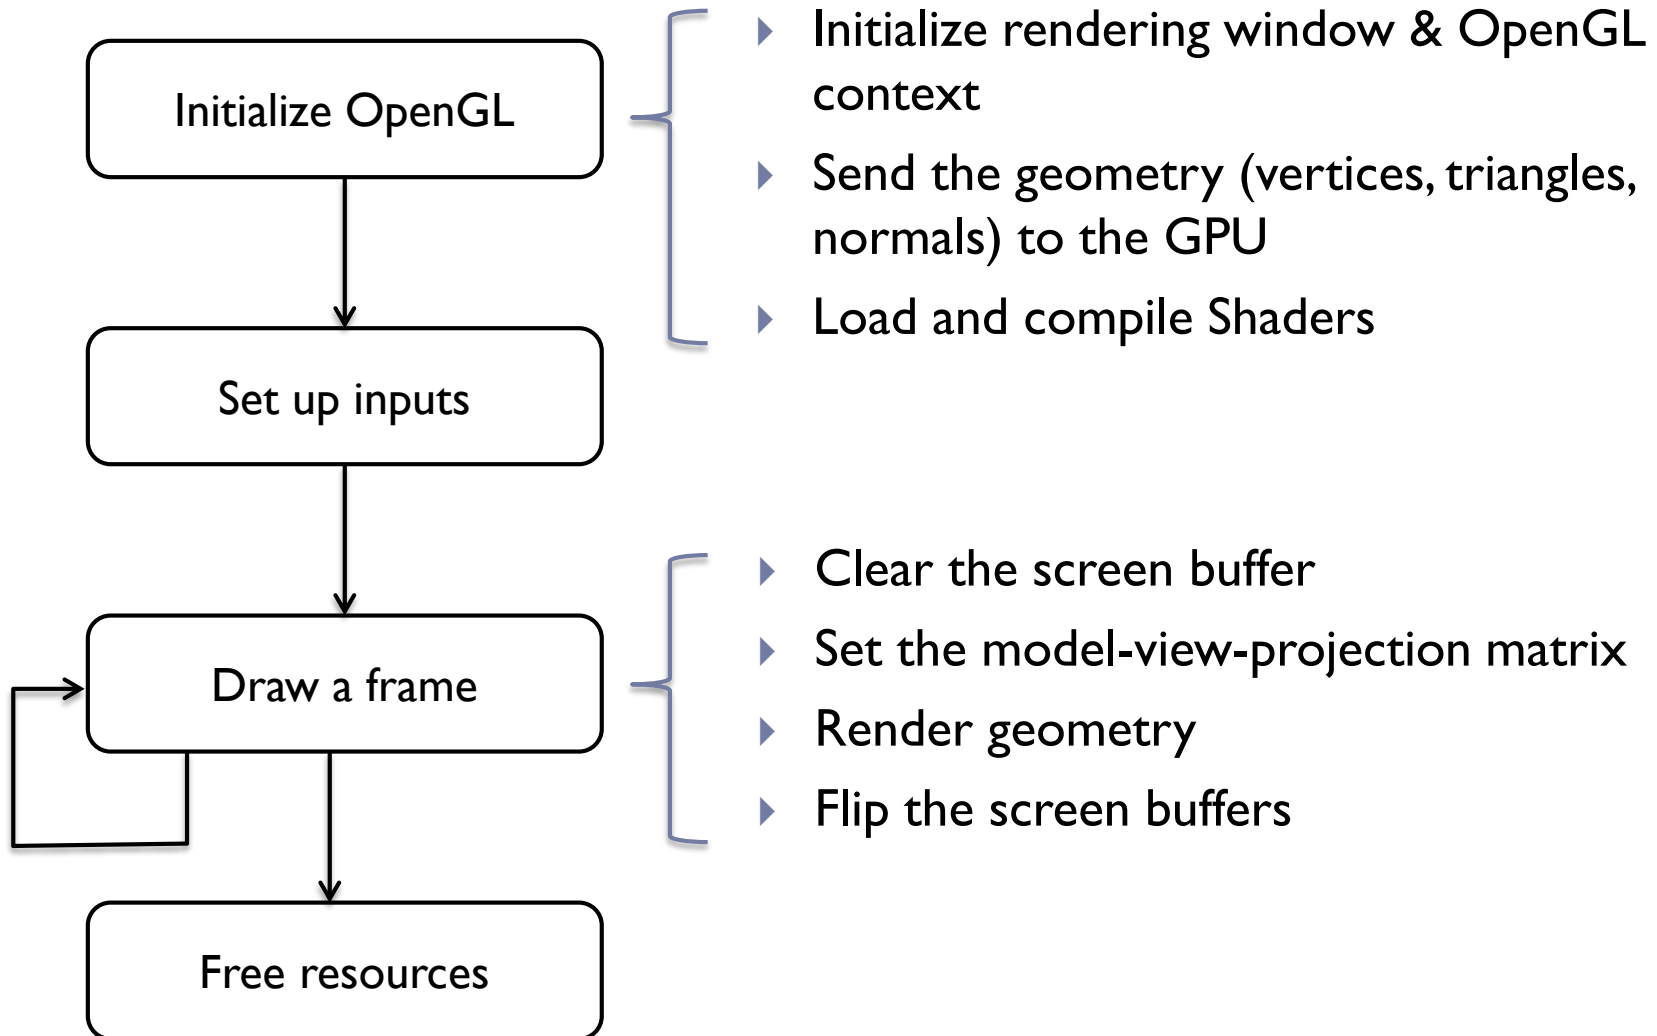 Initialize OpenGL
Initialize rendering window & OpenGL
context
Send the geometry (vertices, triangles,
normals) to the GPU
Load and compile Shaders
Set up inputs
Draw a frame
Clear the screen buffer
Set the model-view-projection matrix
Render geometry
Flip the screen buffers
Free resources